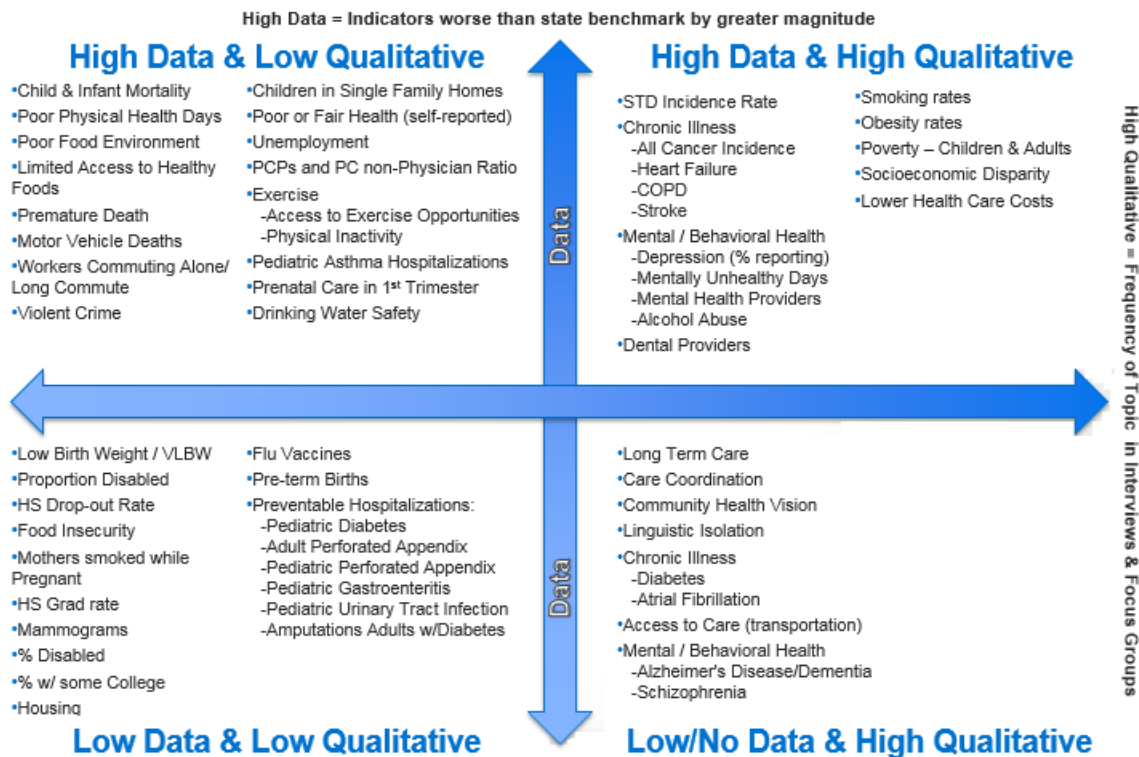 High Data = Indicators worse than state benchmark by greater magnitude
High Data & Low Qualitative
•Child & Infant Mortality
•Poor Physical Health Days
•Poor Food Environment
•Limited Access to Healthy
Foods
•Premature Death
•Motor Vehicle Deaths
•Workers Commuting Alone/
Long Commute
•Violent Crime
•Children in Single Family Homes
•Poor or Fair Health (self-reported)
•Unemployment
•PCPs and PC non-Physician Ratio
•Exercise
-Access to Exercise Opportunities
-Physical Inactivity
•Pediatric Asthma Hospitalizations
•Prenatal Care in 1st Trimester
•Drinking Water Safety
Data
High Data & High Qualitative
•STD Incidence Rate
•Chronic Illness
-All Cancer Incidence
-Heart Failure
-COPD
-Stroke
•Mental / Behavioral Health
-Depression (% reporting)
-Mentally Unhealthy Days
-Mental Health Providers
-Alcohol Abuse
•Dental Providers
•Smoking rates
•Obesity rates
•Poverty – Children & Adults
•Socioeconomic Disparity
•Lower Health Care Costs
High Qualitative = Frequency of Topic in Interviews & Focus Groups
•Low Birth Weight / VLBW
•Proportion Disabled
•HS Drop-out Rate
•Food Insecurity
•Mothers smoked while
Pregnant
•HS Grad rate
•Mammograms
•% Disabled
•% w/ some College
•Housing
•Flu Vaccines
•Pre-term Births
•Preventable Hospitalizations:
-Pediatric Diabetes
-Adult Perforated Appendix
-Pediatric Perforated Appendix
-Pediatric Gastroenteritis
-Pediatric Urinary Tract Infection
-Amputations Adults w/Diabetes
Low Data & Low Qualitative
Data
•Long Term Care
•Care Coordination
•Community Health Vision
•Linguistic Isolation
•Chronic Illness
-Diabetes
-Atrial Fibrillation
•Access to Care (transportation)
•Mental / Behavioral Health
-Alzheimer's Disease/Dementia
-Schizophrenia
Low/No Data & High Qualitative